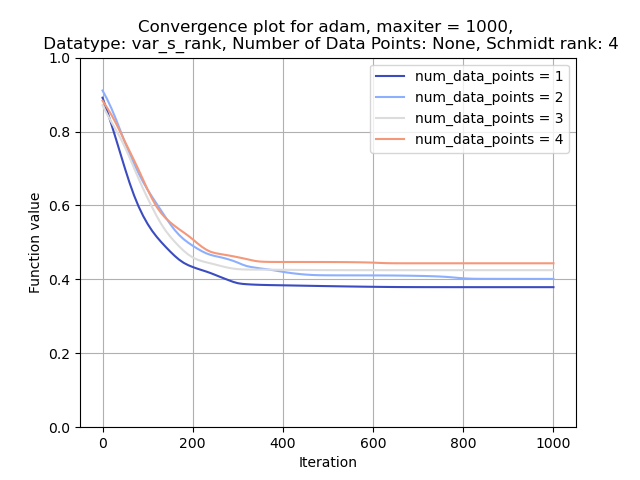 Convergence plot for adam, maxiter = 1000,
Datatype: var_s_rank, Number of Data Points: None, Schmidt rank: 4
num_data_points = 1
num_data_points = 2
num_data_points = 3
num_data_points = 4
Function value
1.0
0.8
0.6
0.4
0.2
0.0
0 200 400 600 800 1000
Iteration